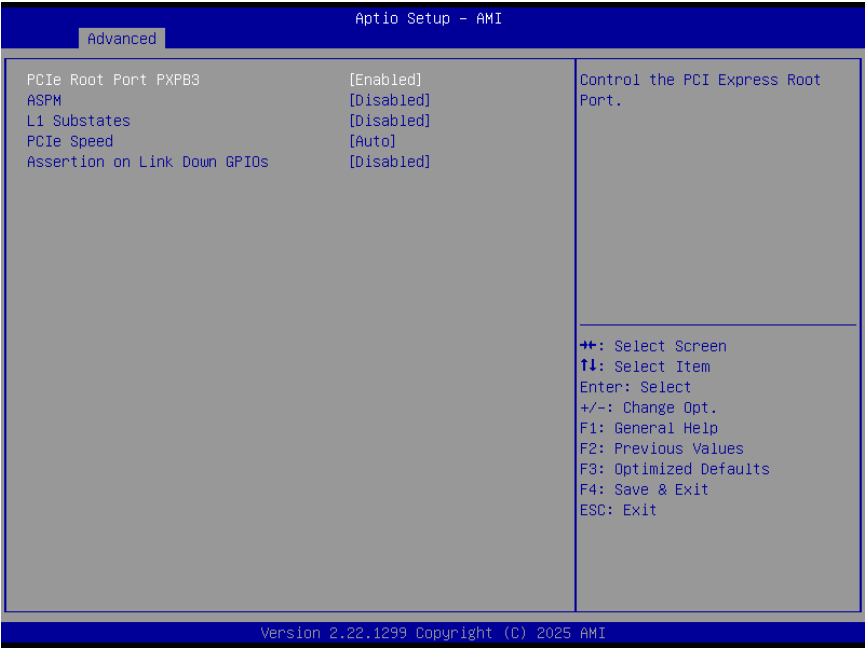 Aptio Setup – AMI
Advanced
PCIe Root Port PXPB3 [Enabled]
ASPM [Disabled]
L1 Substates [Disabled]
PCIe Speed [Auto]
Assertion on Link Down GPIOs [Disabled]
Control the PCI Express Root
Port.
→←: Select Screen
↑↓: Select Item
Enter: Select
+/-: Change Opt.
F1: General Help
F2: Previous Values
F3: Optimized Defaults
F4: Save & Exit
ESC: Exit
Version 2.22.1299 Copyright (C) 2025 AMI